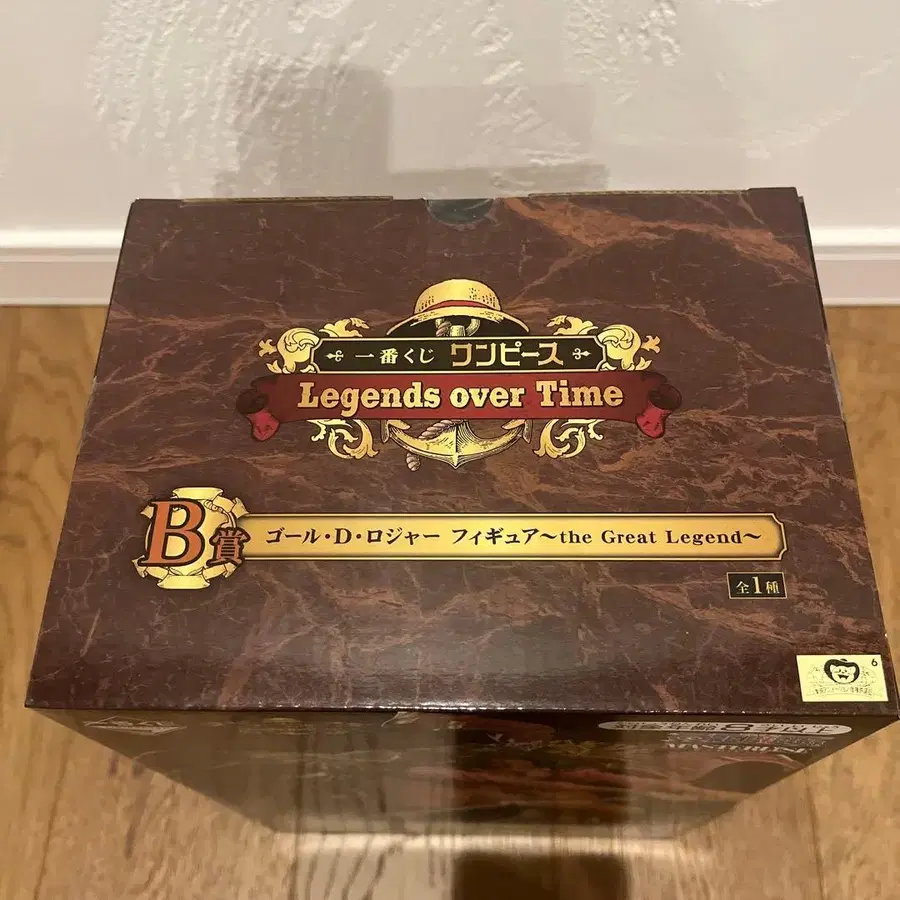 一番くじ ワンピース
Legends over Time
B賞 ゴール・D・ロジャー フィギュア～the Great Legend～
全1種
6